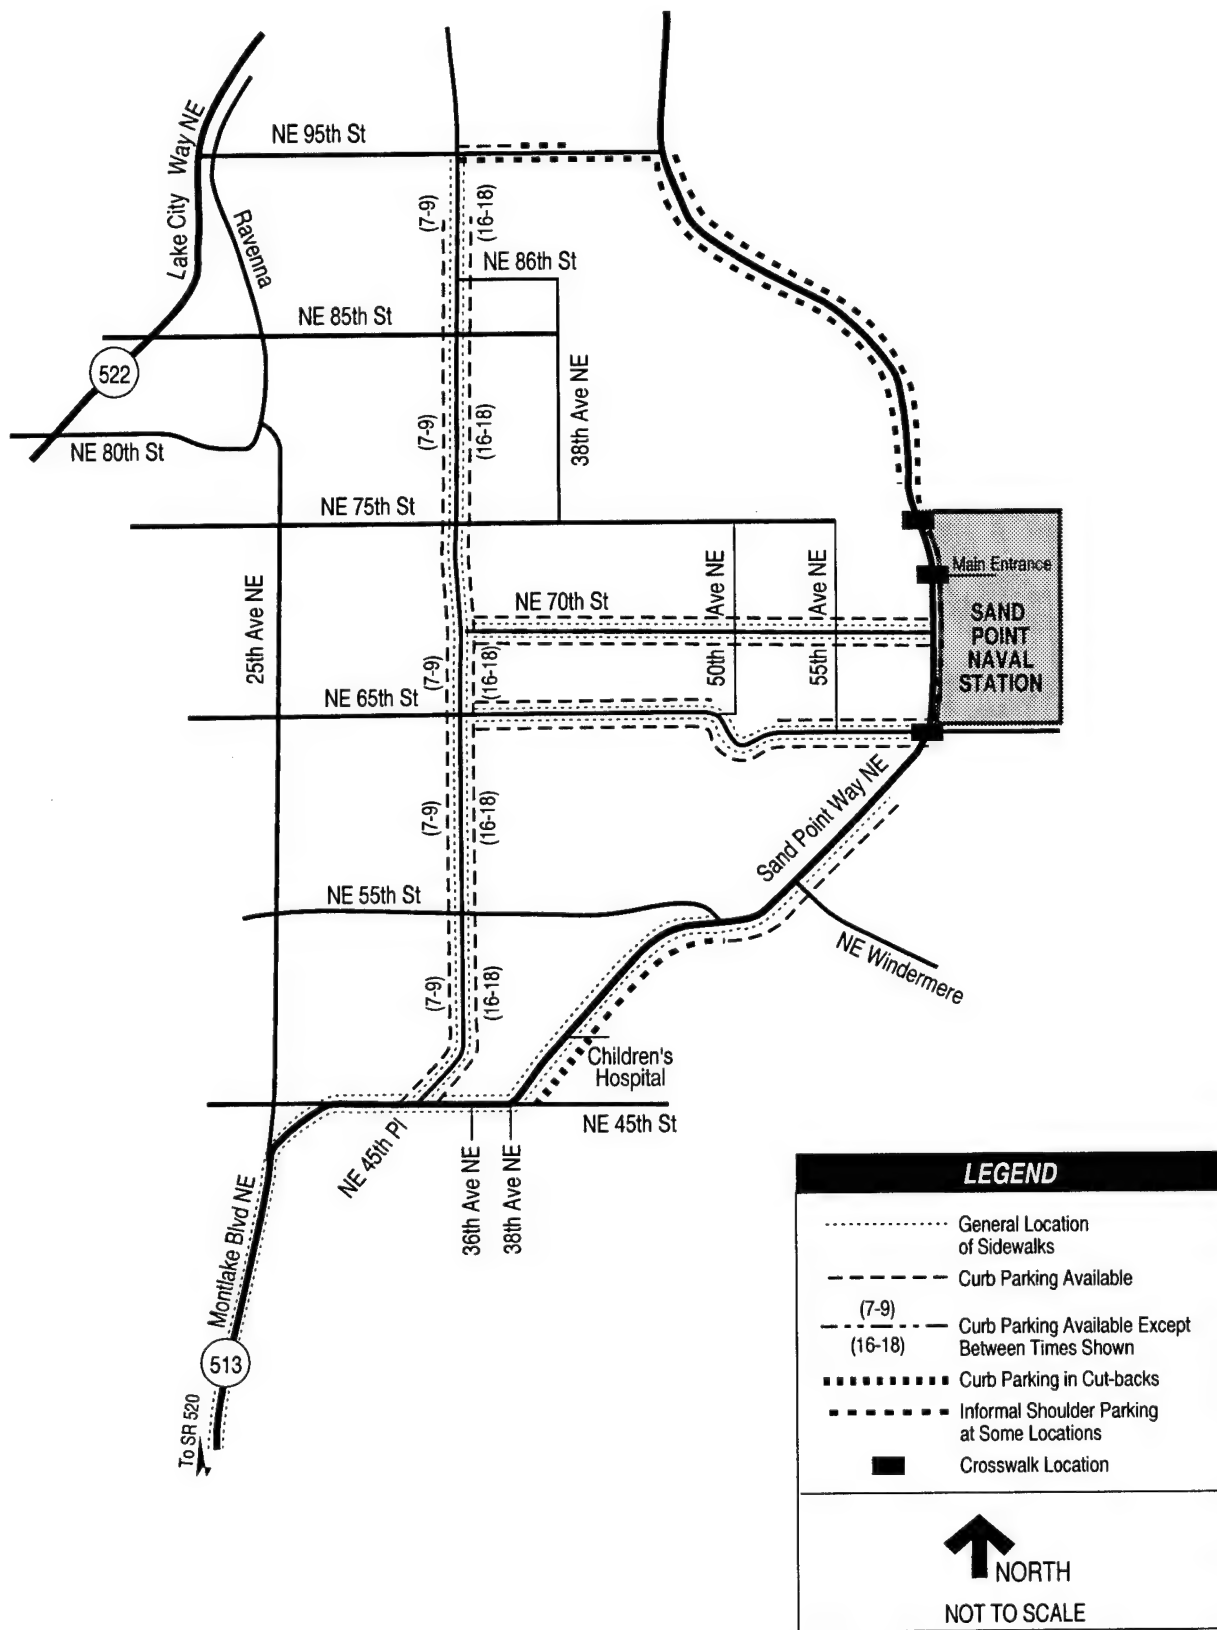 NE 95th St
Lake City Way NE
Ravenna
(7-9)
(16-18)
NE 86th St
NE 85th St
522
38th Ave NE
(7-9)
(16-18)
NE 80th St
NE 75th St
25th Ave NE
50th Ave NE
55th Ave NE
Main Entrance
NE 70th St
SAND
POINT
NAVAL
STATION
(7-9)
(16-18)
NE 65th St
Sand Point Way NE
(7-9)
(16-18)
NE 55th St
NE Windermere
(7-9)
(16-18)
Children's
Hospital
NE 45th St
NE 45th Pl
36th Ave NE
38th Ave NE
Montlake Blvd NE
513
To SR 520
LEGEND
General Location
of Sidewalks
Curb Parking Available
(7-9)
(16-18)
Curb Parking Available Except
Between Times Shown
Curb Parking in Cut-backs
Informal Shoulder Parking
at Some Locations
Crosswalk Location
NORTH
NOT TO SCALE